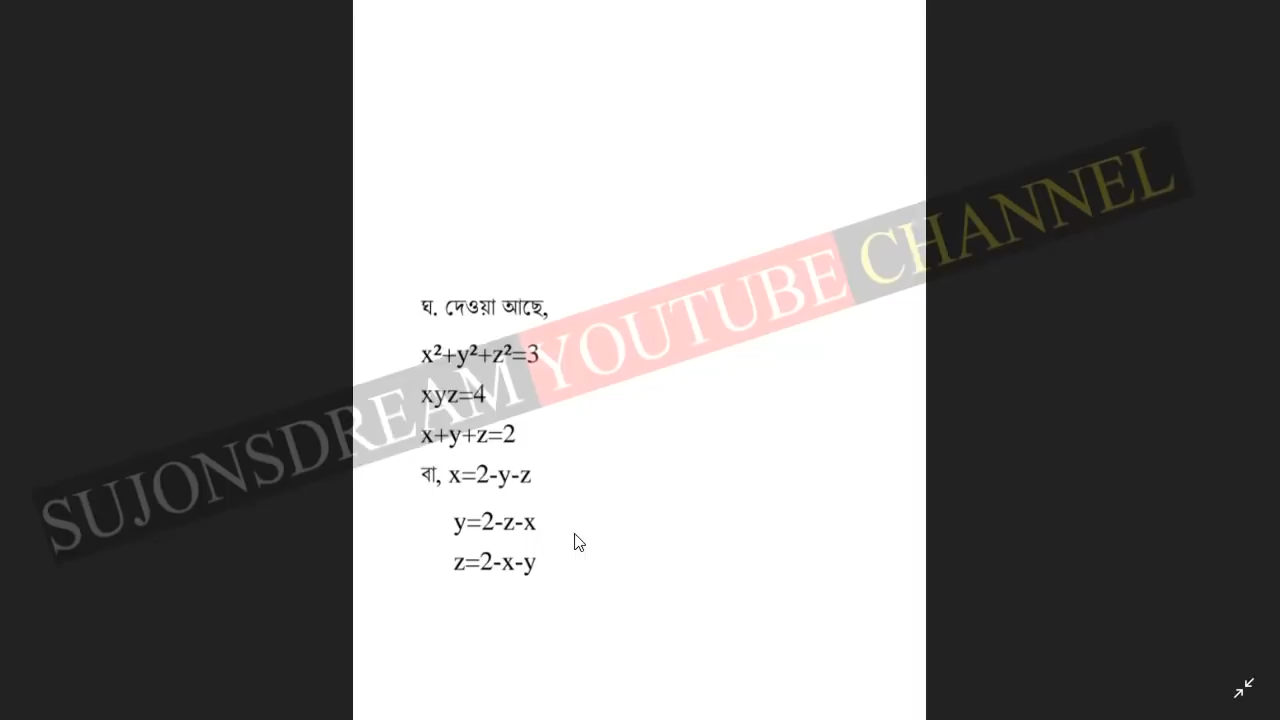 ঘ. দেওয়া আছে,
x²+y²+z²=3
xyz=4
x+y+z=2
বা, x=2-y-z
y=2-z-x
z=2-x-y
SUJONSDREAM YOUTUBE CHANNEL